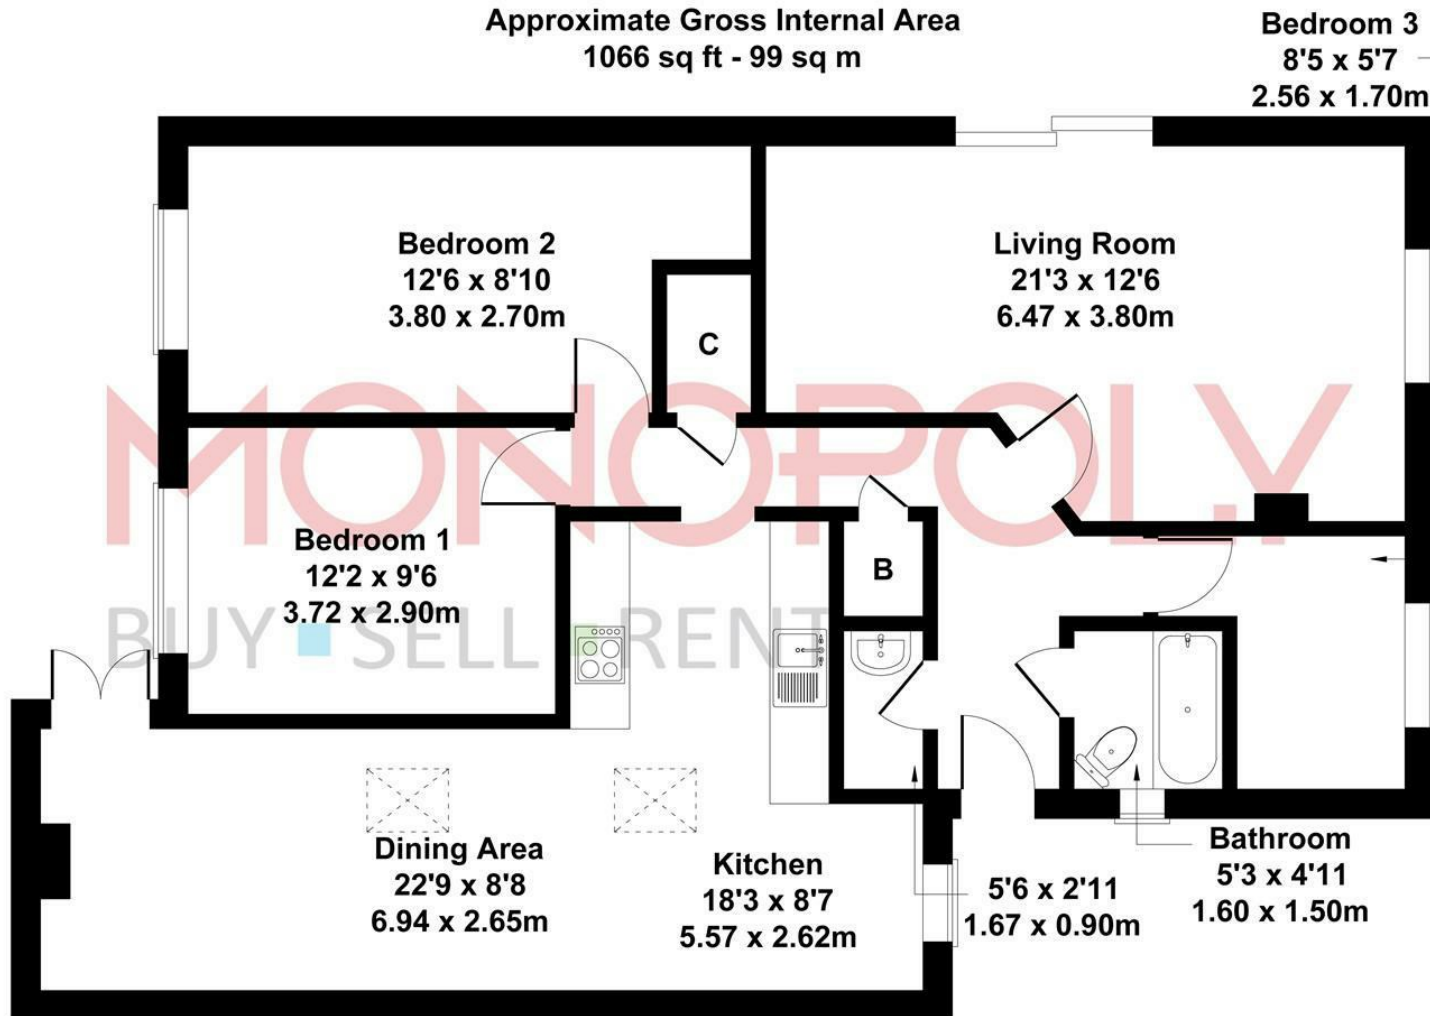 Approximate Gross Internal Area
1066 sq ft - 99 sq m
Bedroom 3
8'5 x 5'7
2.56 x 1.70m
Bedroom 2
12'6 x 8'10
3.80 x 2.70m
Living Room
21'3 x 12'6
6.47 x 3.80m
C
MONOPOLY
BUY SELL RENT
Bedroom 1
12'2 x 9'6
3.72 x 2.90m
B
Dining Area
22'9 x 8'8
6.94 x 2.65m
Kitchen
18'3 x 8'7
5.57 x 2.62m
5'6 x 2'11
1.67 x 0.90m
Bathroom
5'3 x 4'11
1.60 x 1.50m